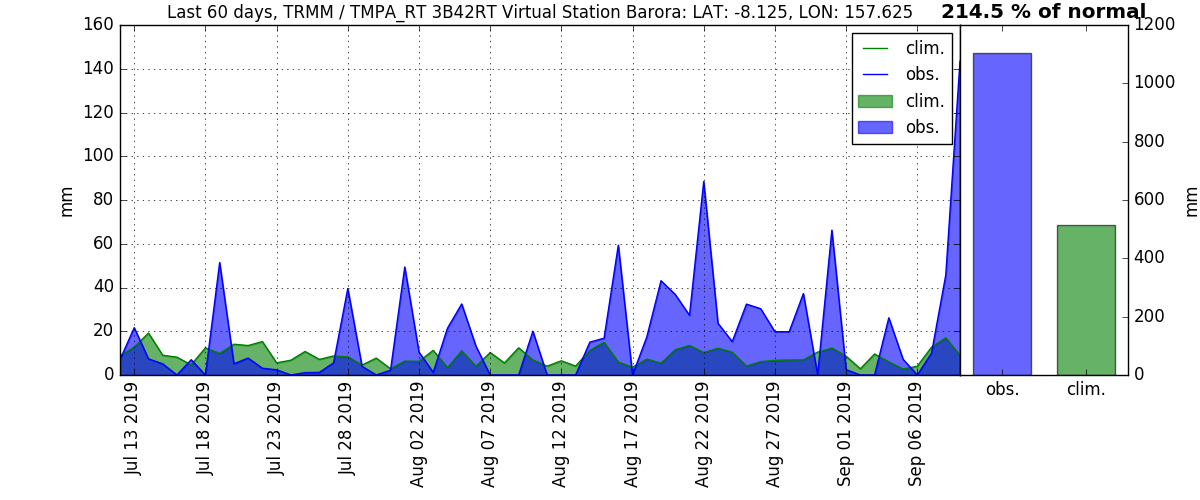 Last 60 days, TRMM / TMPA_RT 3B42RT Virtual Station Barora: LAT: -8.125, LON: 157.625
214.5 % of normal
160
140
120
100
80
60
40
20
0
mm
clim.
obs.
clim.
obs.
1200
1000
800
600
400
200
0
mm
Jul 13 2019
Jul 18 2019
Jul 23 2019
Jul 28 2019
Aug 02 2019
Aug 07 2019
Aug 12 2019
Aug 17 2019
Aug 22 2019
Aug 27 2019
Sep 01 2019
Sep 06 2019
obs.
clim.